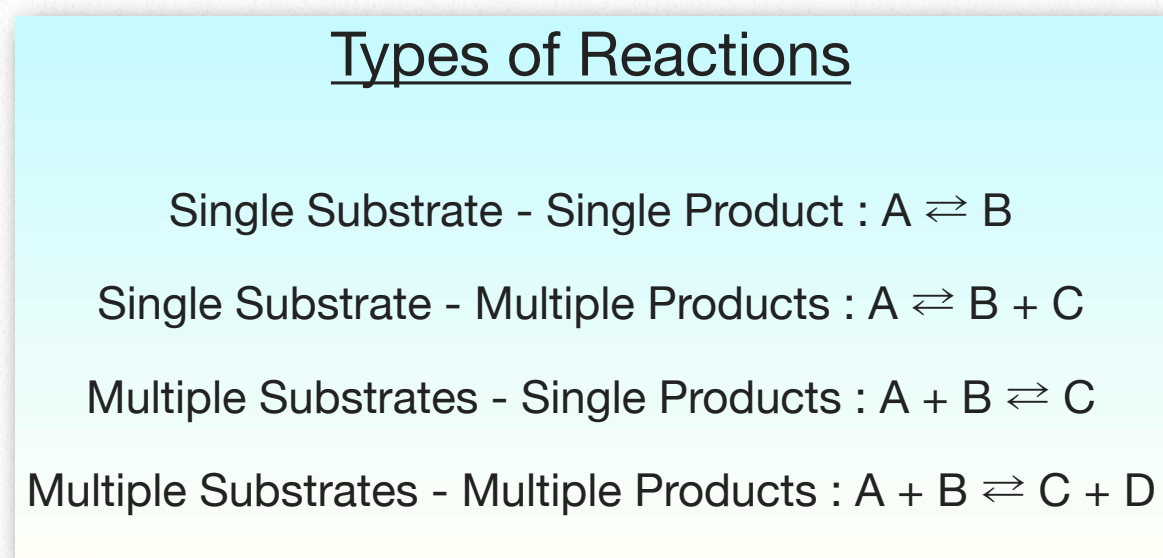 Types of Reactions
Single Substrate - Single Product : A ⇄ B
Single Substrate - Multiple Products : A ⇄ B + C
Multiple Substrates - Single Products : A + B ⇄ C
Multiple Substrates - Multiple Products : A + B ⇄ C + D